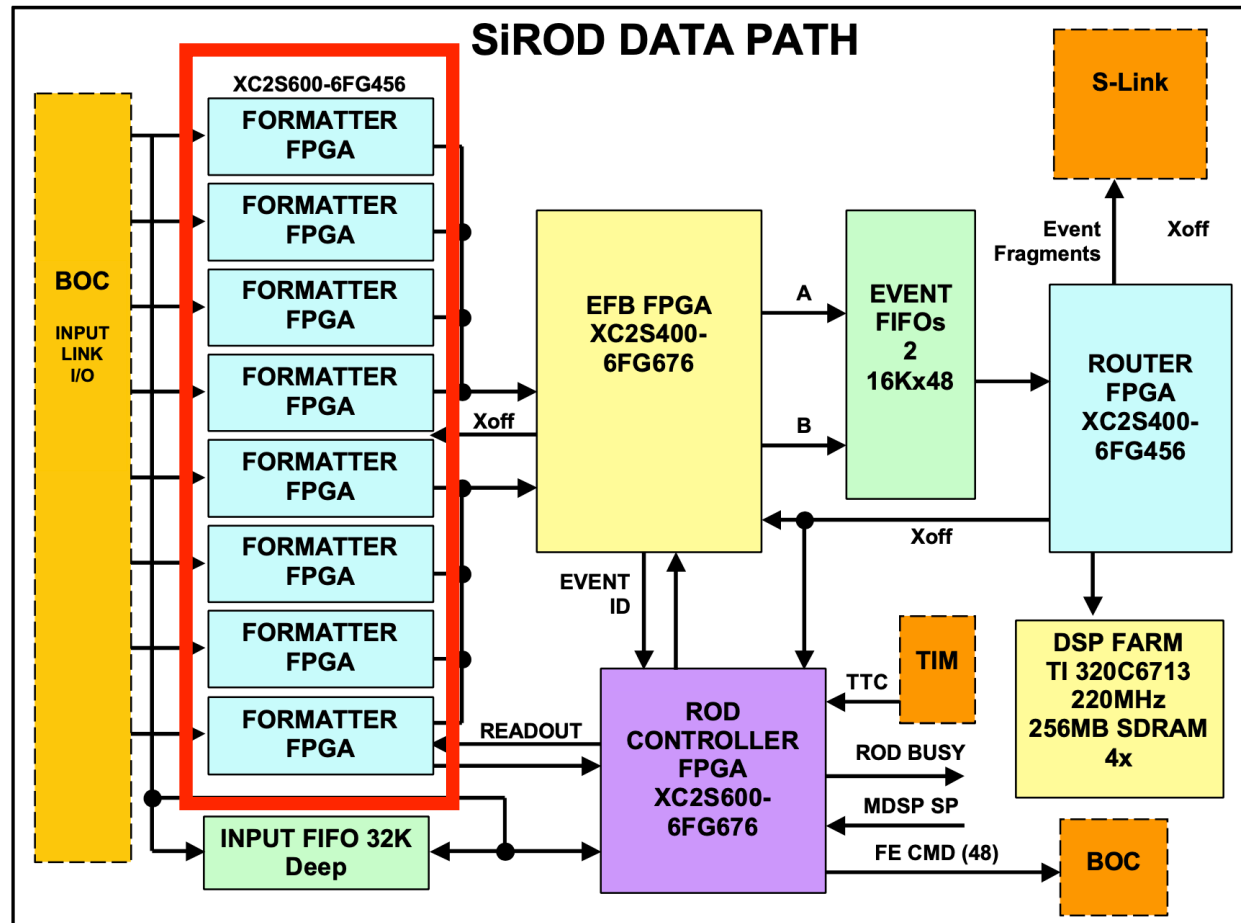 SiROD DATA PATH
XC2S600-6FG456
BOC
INPUT
LINK
I/O
FORMATTER
FPGA
FORMATTER
FPGA
FORMATTER
FPGA
FORMATTER
FPGA
FORMATTER
FPGA
FORMATTER
FPGA
FORMATTER
FPGA
FORMATTER
FPGA
INPUT FIFO 32K
Deep
Xoff
READOUT
EFB FPGA
XC2S400-
6FG676
A
B
EVENT
FIFOs
2
16Kx48
EVENT
ID
Xoff
S-Link
Event
Fragments
Xoff
ROUTER
FPGA
XC2S400-
6FG456
ROD
CONTROLLER
FPGA
XC2S600-
6FG676
TIM
TTC
ROD BUSY
MDSP SP
FE CMD (48)
BOC
DSP FARM
TI 320C6713
220MHz
256MB SDRAM
4x